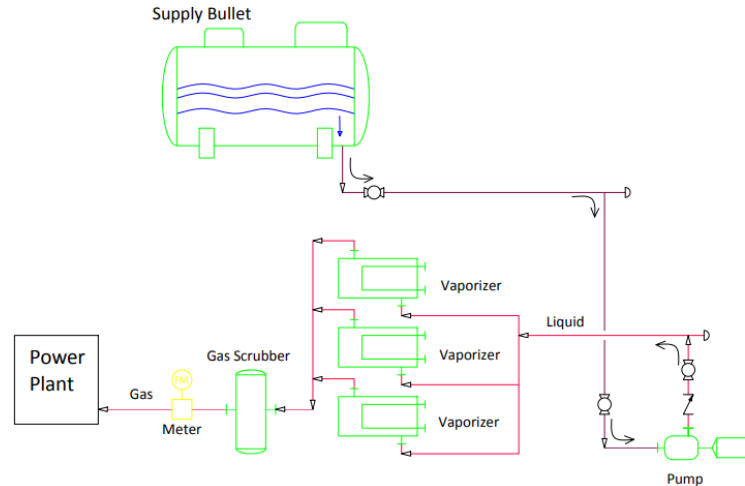 Supply Bullet
Vaporizer
Liquid
Vaporizer
Gas Scrubber
Power
Plant
Gas
FM
Meter
Vaporizer
Pump